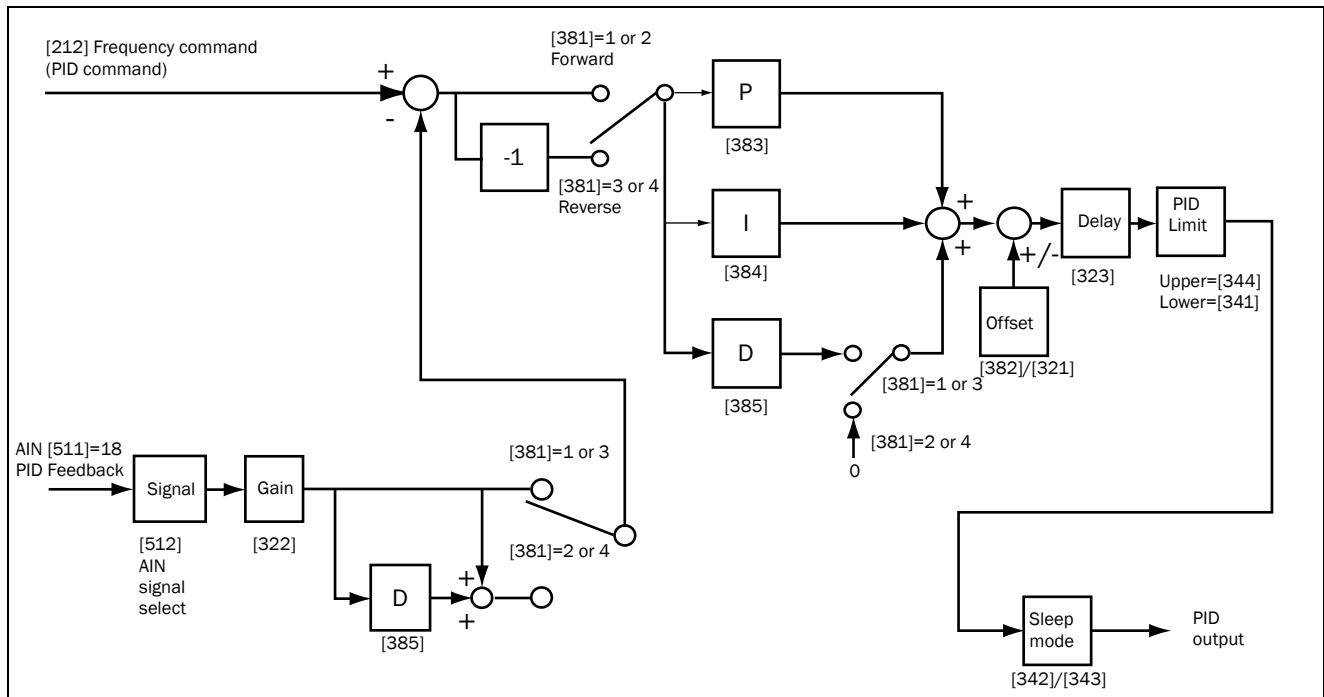 [212] Frequency command
(PID command)
+
-
[381]=1 or 2
Forward
-1
[381]=3 or 4
Reverse
P
[383]
I
[384]
D
[385]
[381]=1 or 3
[381]=2 or 4
0
+
+
+/-
Offset
[382]/[321]
Delay
[323]
PID
Limit
Upper=[344]
Lower=[341]
AIN [511]=18
PID Feedback
Signal
[512]
AIN
signal
select
Gain
[322]
[381]=1 or 3
[381]=2 or 4
D
[385]
+
+
Sleep
mode
[342]/[343]
PID
output